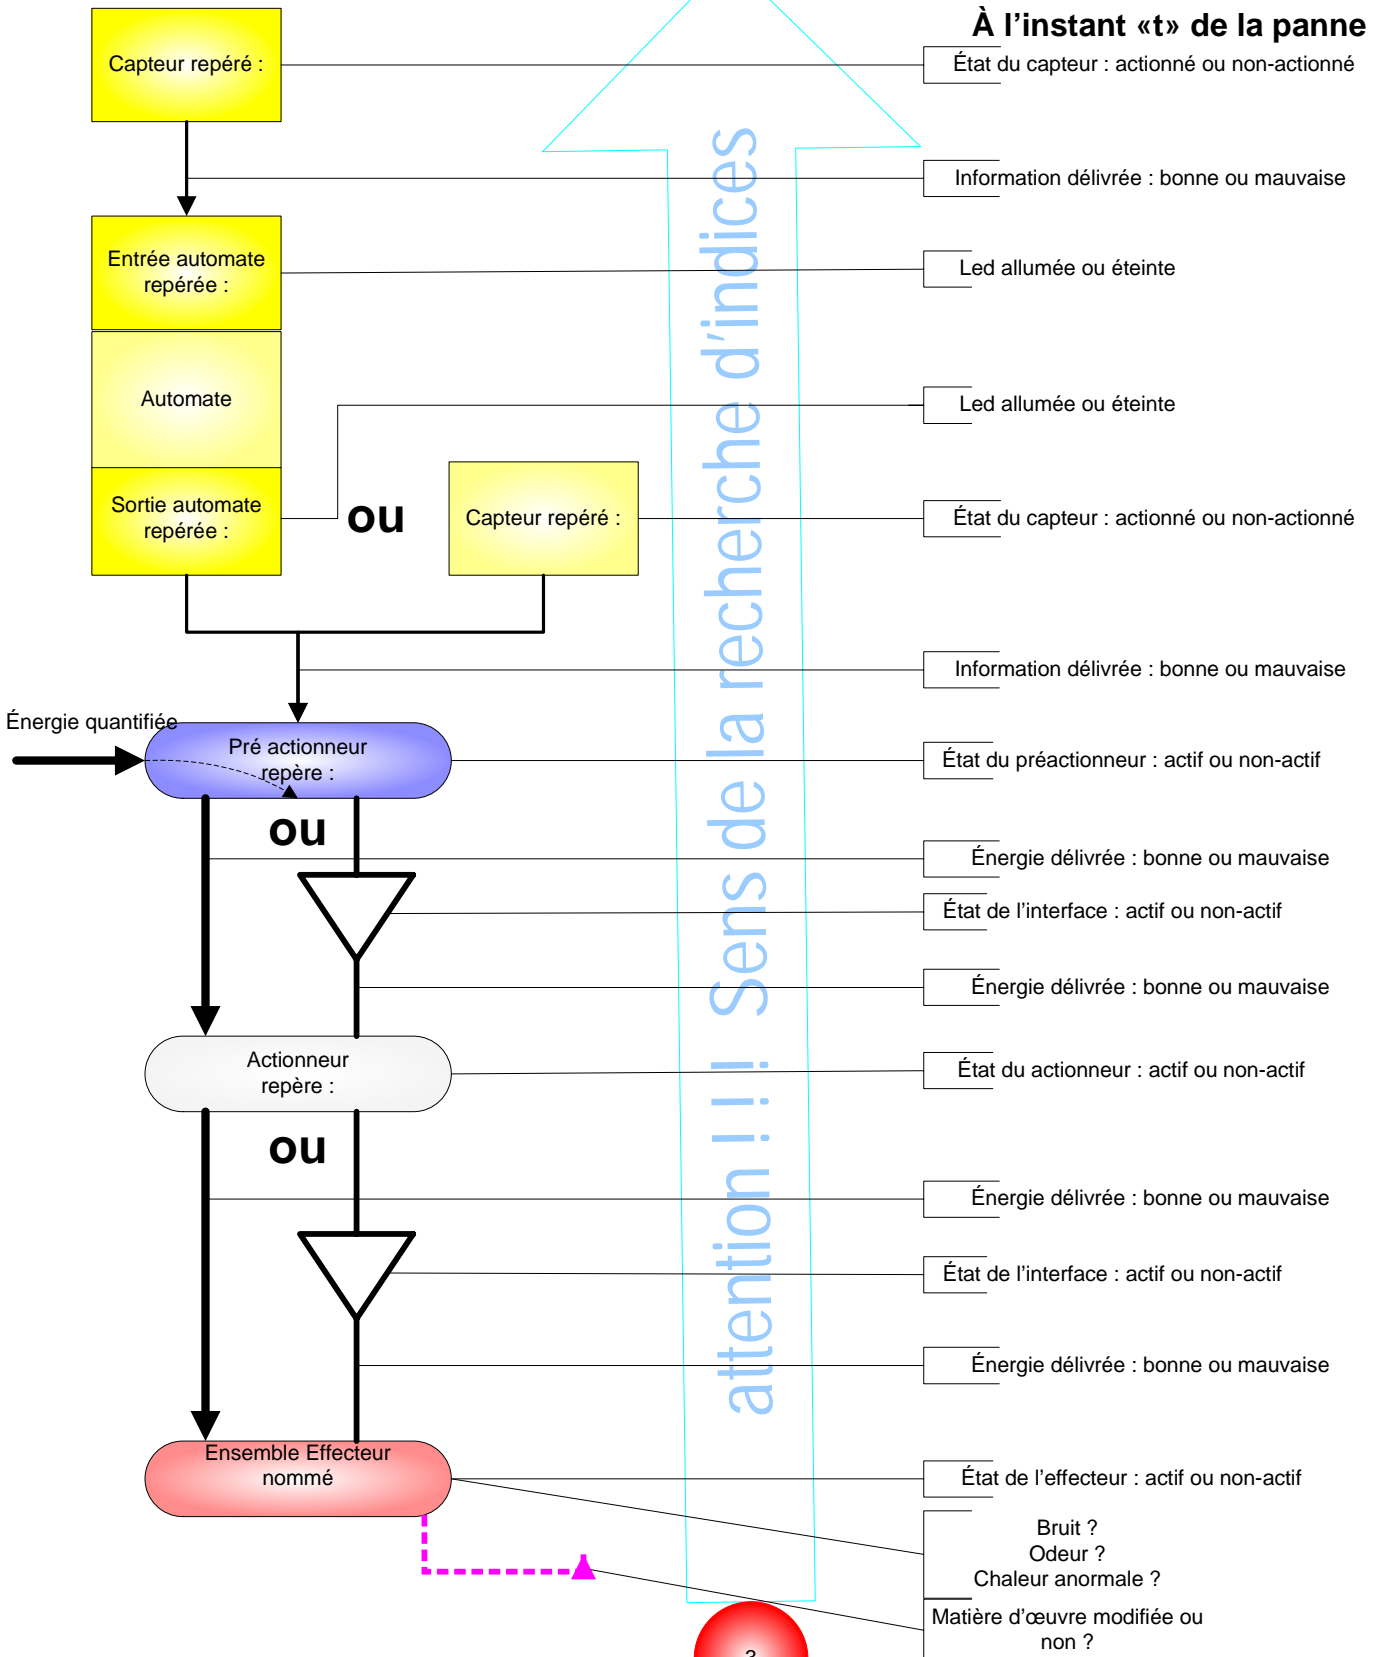 À l’instant «t» de la panne
Capteur repéré :
État du capteur : actionné ou non-actionné
Information délivrée : bonne ou mauvaise
Entrée automate
repérée :
Led allumée ou éteinte
Automate
Led allumée ou éteinte
Sortie automate
repérée :
ou
Capteur repéré :
État du capteur : actionné ou non-actionné
Information délivrée : bonne ou mauvaise
Énergie quantifiée
Pré actionneur
repère :
État du préactionneur : actif ou non-actif
ou
Énergie délivrée : bonne ou mauvaise
État de l’interface : actif ou non-actif
Énergie délivrée : bonne ou mauvaise
Actionneur
repère :
État du actionneur : actif ou non-actif
ou
Énergie délivrée : bonne ou mauvaise
État de l’interface : actif ou non-actif
Énergie délivrée : bonne ou mauvaise
Ensemble Effecteur
nommé
État de l’effecteur : actif ou non-actif
Bruit ?
Odeur ?
Chaleur anormale ?
Matière d’œuvre modifiée ou
non ?
attention ! ! ! Sens de la recherche d’indices